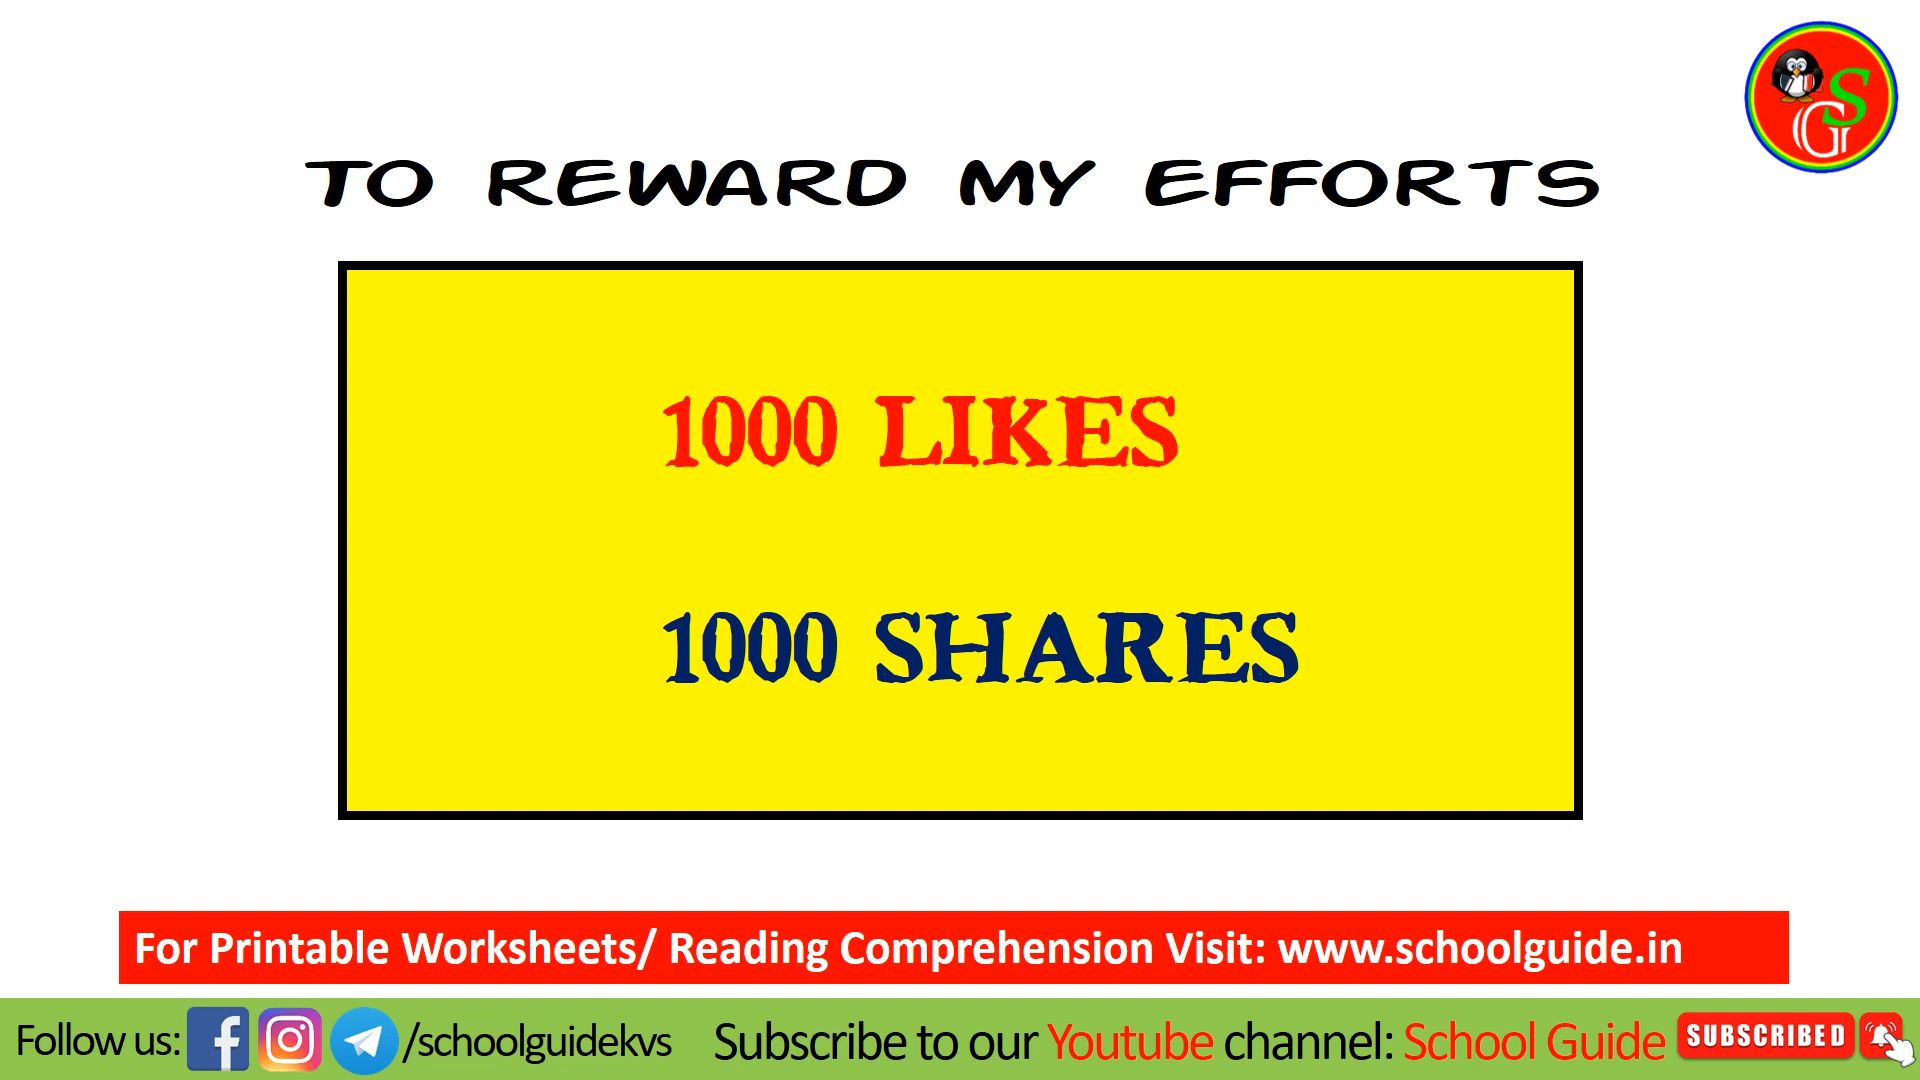 SG
TO REWARD MY EFFORTS
1000 LIKES
1000 SHARES
For Printable Worksheets/ Reading Comprehension Visit: www.schoolguide.in
Follow us: /schoolguidekvs Subscribe to our Youtube channel: School Guide SUBSCRIBED